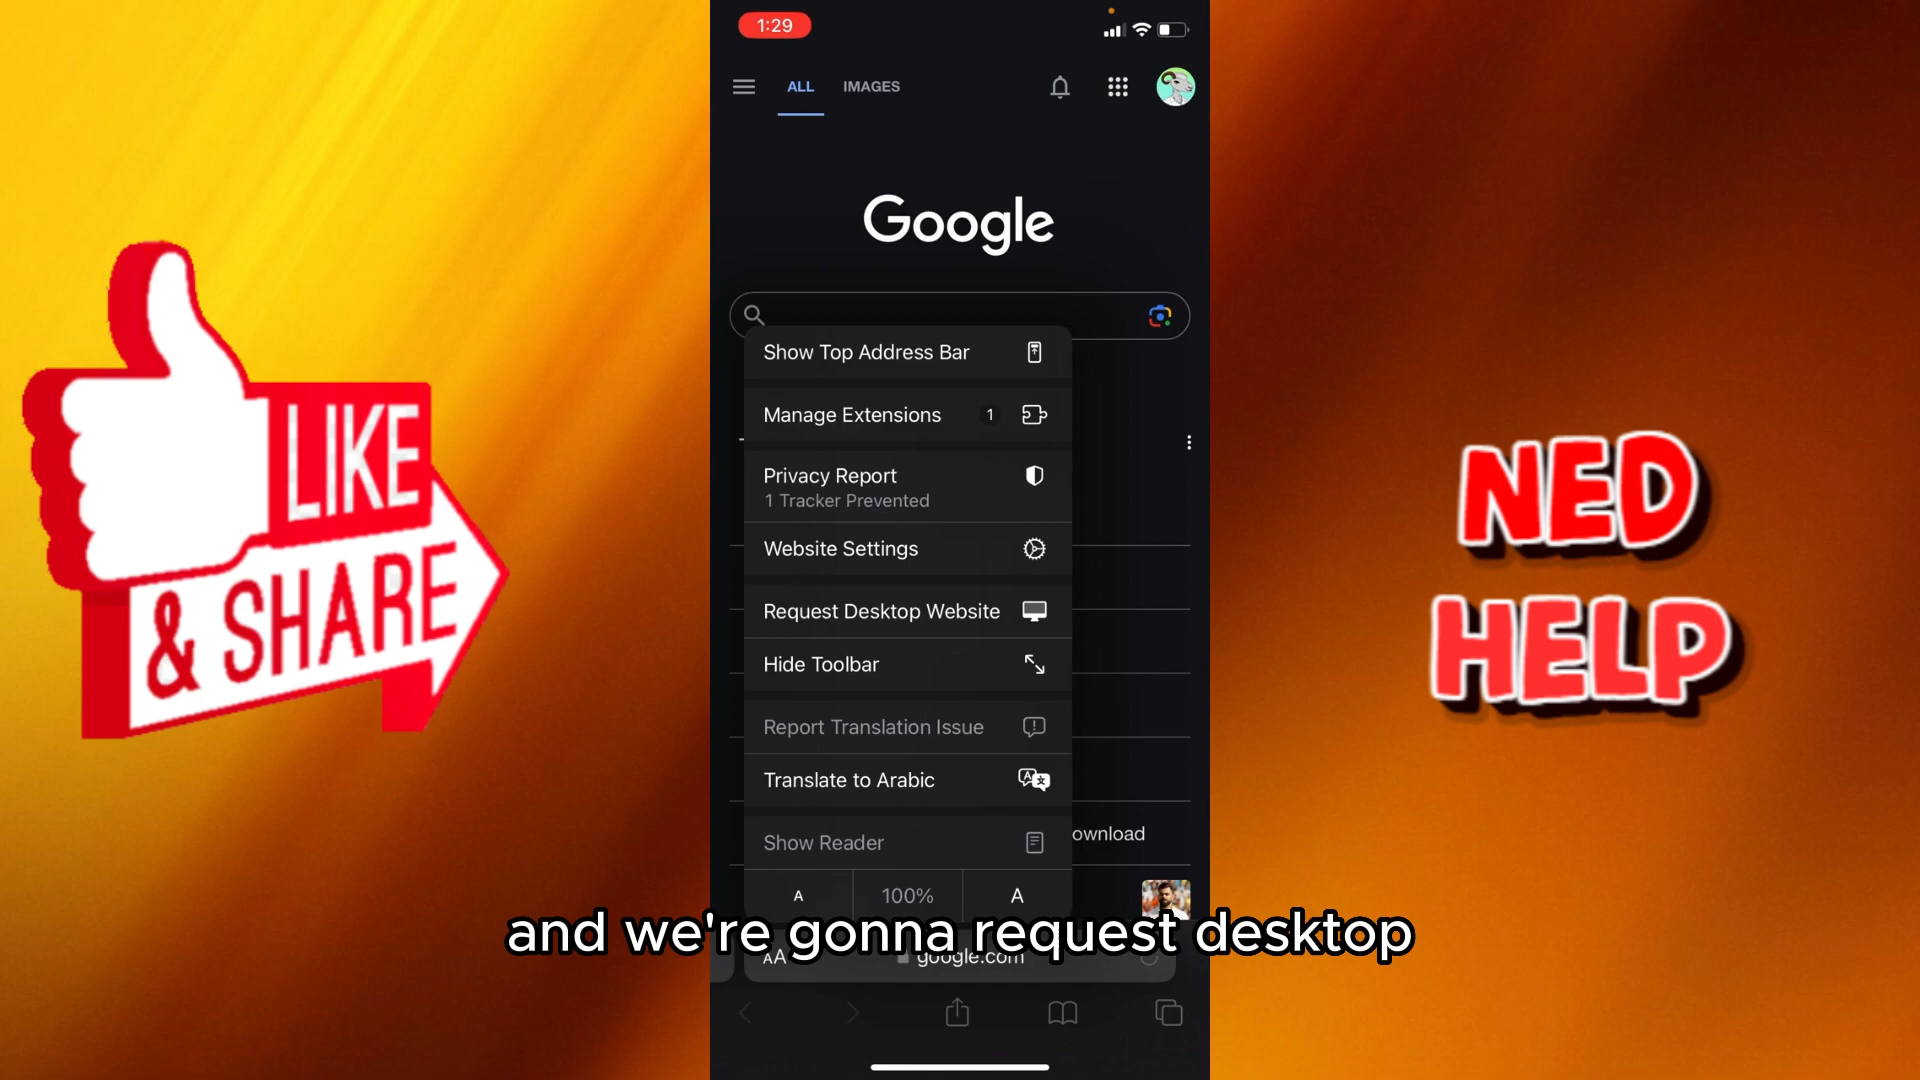 1:29
ALL IMAGES
Google
Show Top Address Bar
Manage Extensions 1
Privacy Report
1 Tracker Prevented
Website Settings
Request Desktop Website
Hide Toolbar
Report Translation Issue
Translate to Arabic
Show Reader
ownload
A 100% A
and we're gonna request desktop
AA google.com
LIKE
& SHARE
NED
HELP